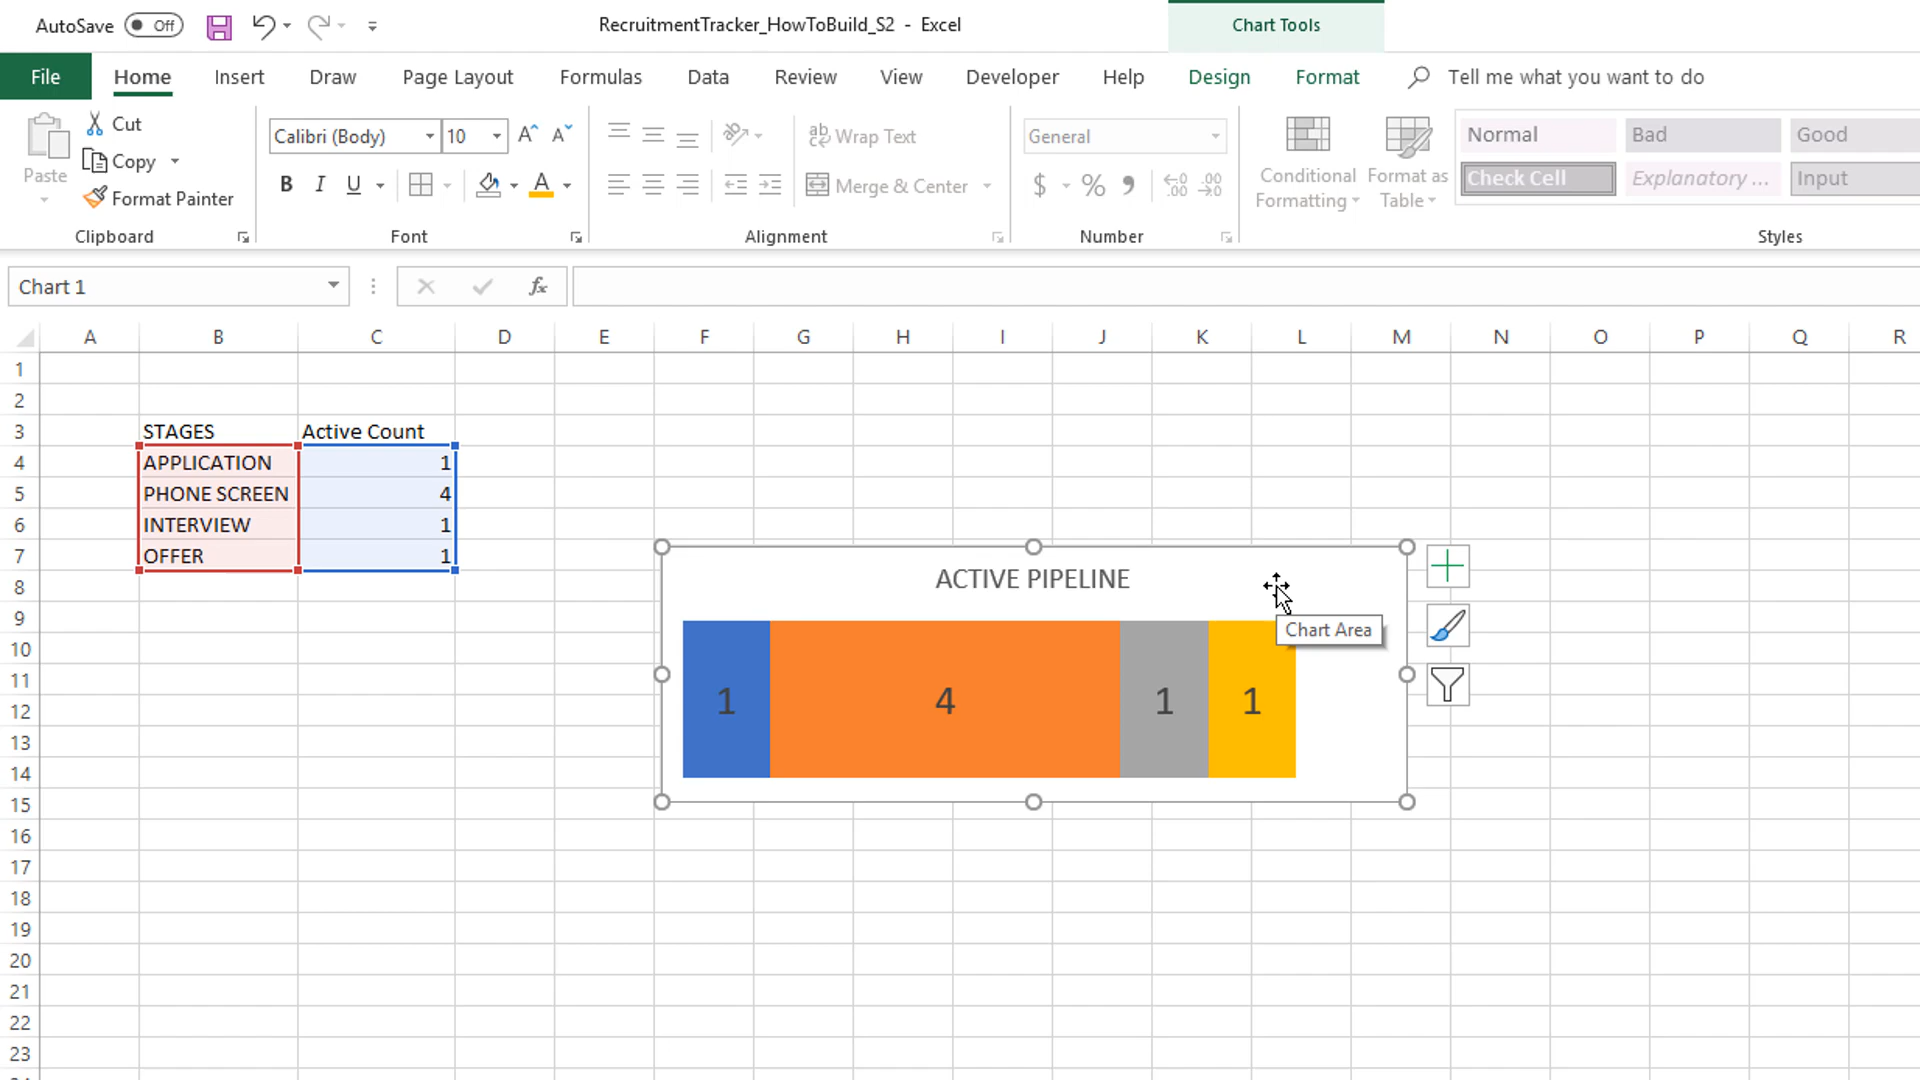 AutoSave Off RecruitmentTracker_HowToBuild_S2 - Excel Chart Tools
File Home Insert Draw Page Layout Formulas Data Review View Developer Help Design Format Tell me what you want to do
Cut
Copy
Format Painter
Paste
Clipboard
Calibri (Body) 10
B I U A
Font
ab Wrap Text
Merge & Center
Alignment
General
$ % 9
Number
Conditional Formatting
Format as Table
Normal Bad Good
Check Cell Explanatory ... Input
Styles
Chart 1 fx
A B C D E F G H I J K L M N O P Q R
1
2
3 STAGES Active Count
4 APPLICATION 1
5 PHONE SCREEN 4
6 INTERVIEW 1
7 OFFER 1
8
9
10
11
12
13
14
15
16
17
18
19
20
21
22
23
ACTIVE PIPELINE
Chart Area
1 4 1 1